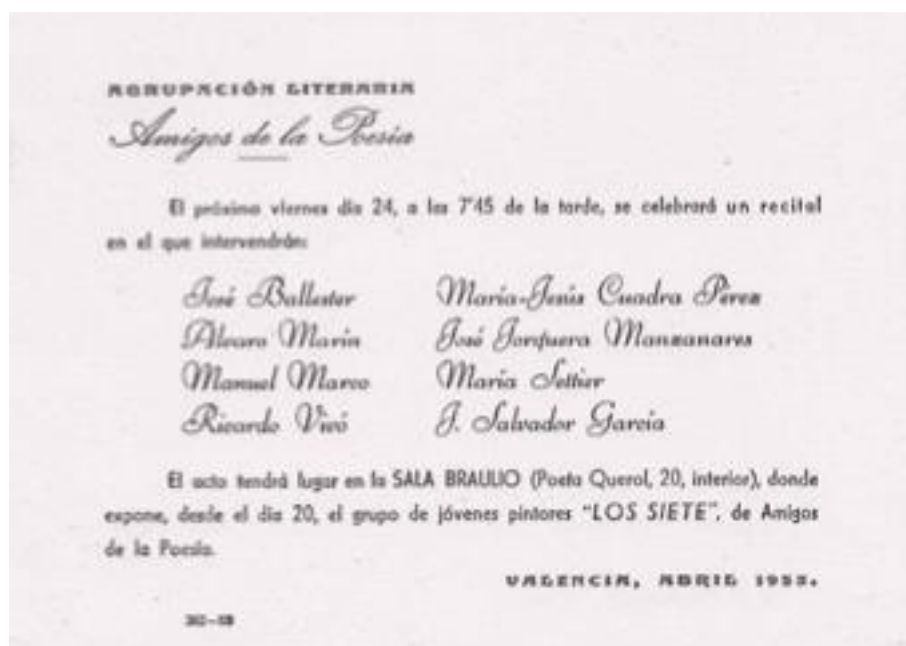 AGRUPACIÓN LITERARIA
Amigos de la Poesía
El próximo viernes día 24, a las 7'45 de la tarde, se celebrará un recital
en el que intervendrán:
José Ballester María-Jesús Cuadra Pérez
Alvaro Marín José Jorquera Manzanares
Manuel Marco María Settier
Ricardo Vivó J. Salvador García
El acto tendrá lugar en la SALA BRAULIO (Poeta Querol, 20, interior), donde
expone, desde el día 20, el grupo de jóvenes pintores "LOS SIETE", de Amigos
de la Poesía.
VALENCIA, ABRIL 1953.